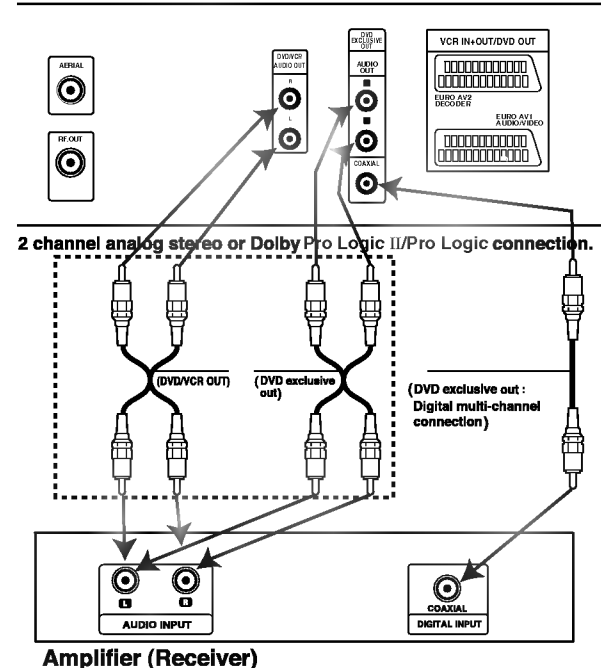 DVD
EXCLUSIVE
OUT
VCR IN+OUT/DVD OUT
AERIAL
DVD/VCR
AUDIO OUT
AUDIO
OUT
R
L
EURO AV2
DECODER
EURO AV1
AUDIO/VIDEO
RF.OUT
COAXIAL
2 channel analog stereo or Dolby Pro Logic II/Pro Logic connection.
(DVD/VCR OUT)
(DVD exclusive
out)
(DVD exclusive out :
Digital multi-channel
connection)
L
R
AUDIO INPUT
COAXIAL
DIGITAL INPUT
Amplifier (Receiver)